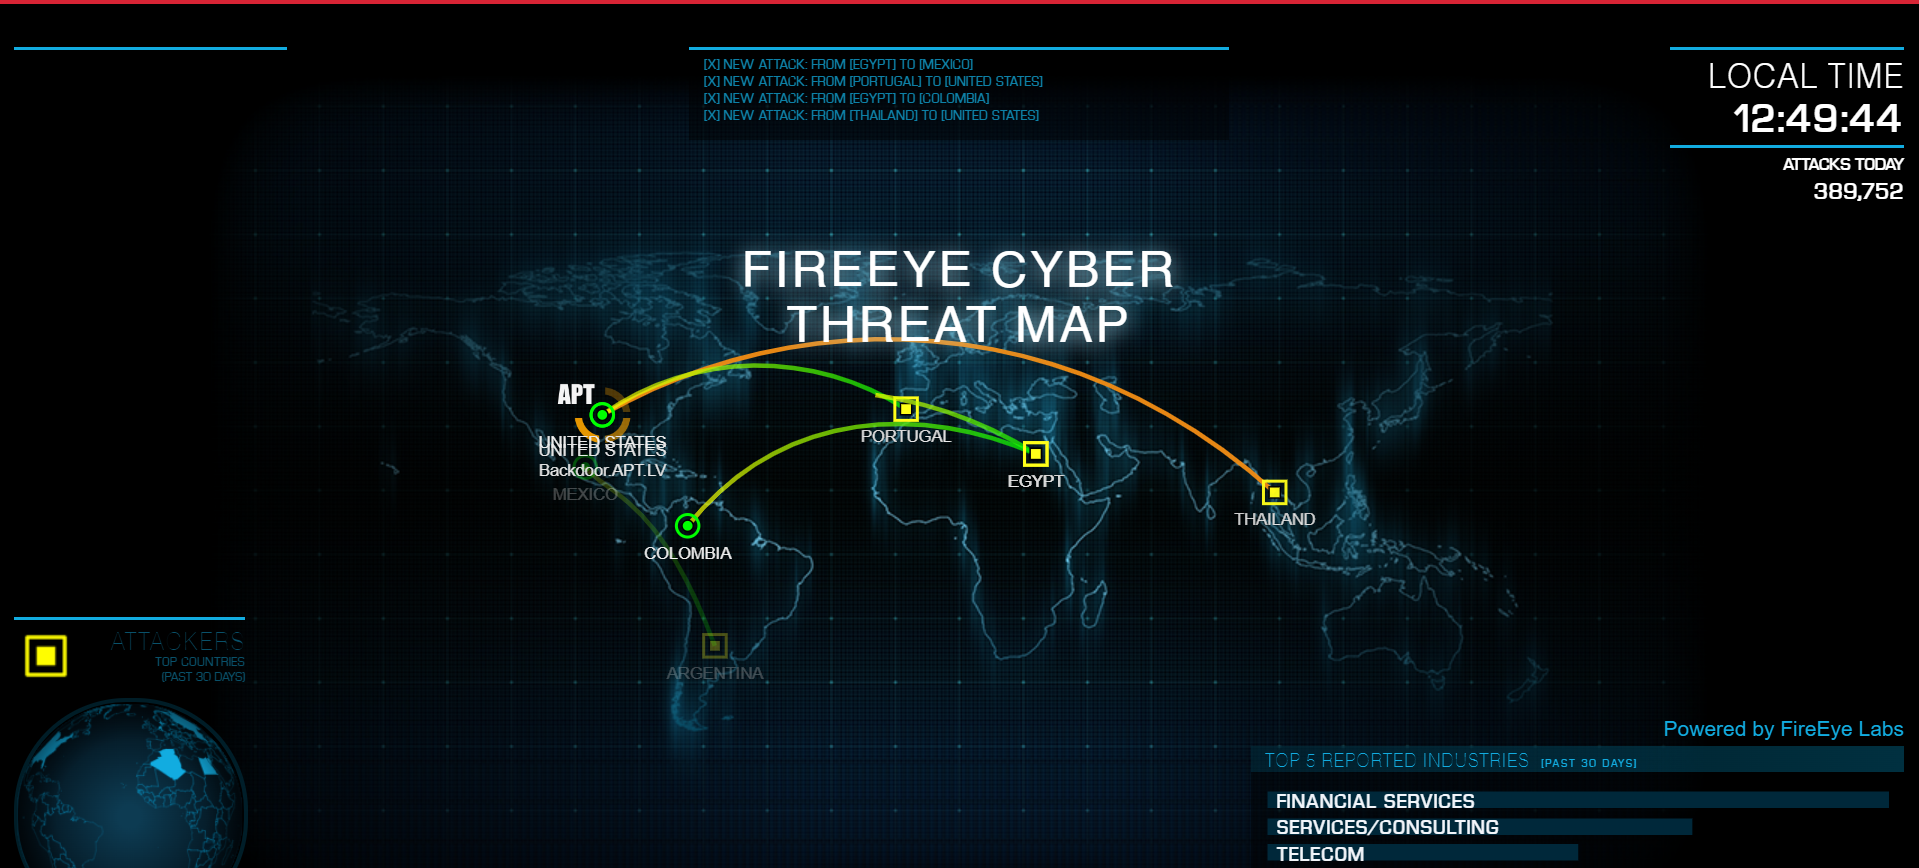 [X] NEW ATTACK: FROM [EGYPT] TO [MEXICO]
[X] NEW ATTACK: FROM [PORTUGAL] TO [UNITED STATES]
[X] NEW ATTACK: FROM [EGYPT] TO [COLOMBIA]
[X] NEW ATTACK: FROM [THAILAND] TO [UNITED STATES]
LOCAL TIME
12:49:44
ATTACKS TODAY
389,752
FIREEYE CYBER
THREAT MAP
APT
UNITED STATES
UNITED STATES
Backdoor.APT.LV
MEXICO
PORTUGAL
EGYPT
THAILAND
COLOMBIA
ARGENTINA
ATTACKERS
TOP COUNTRIES
[PAST 30 DAYS]
Powered by FireEye Labs
TOP 5 REPORTED INDUSTRIES [PAST 30 DAYS]
FINANCIAL SERVICES
SERVICES/CONSULTING
TELECOM